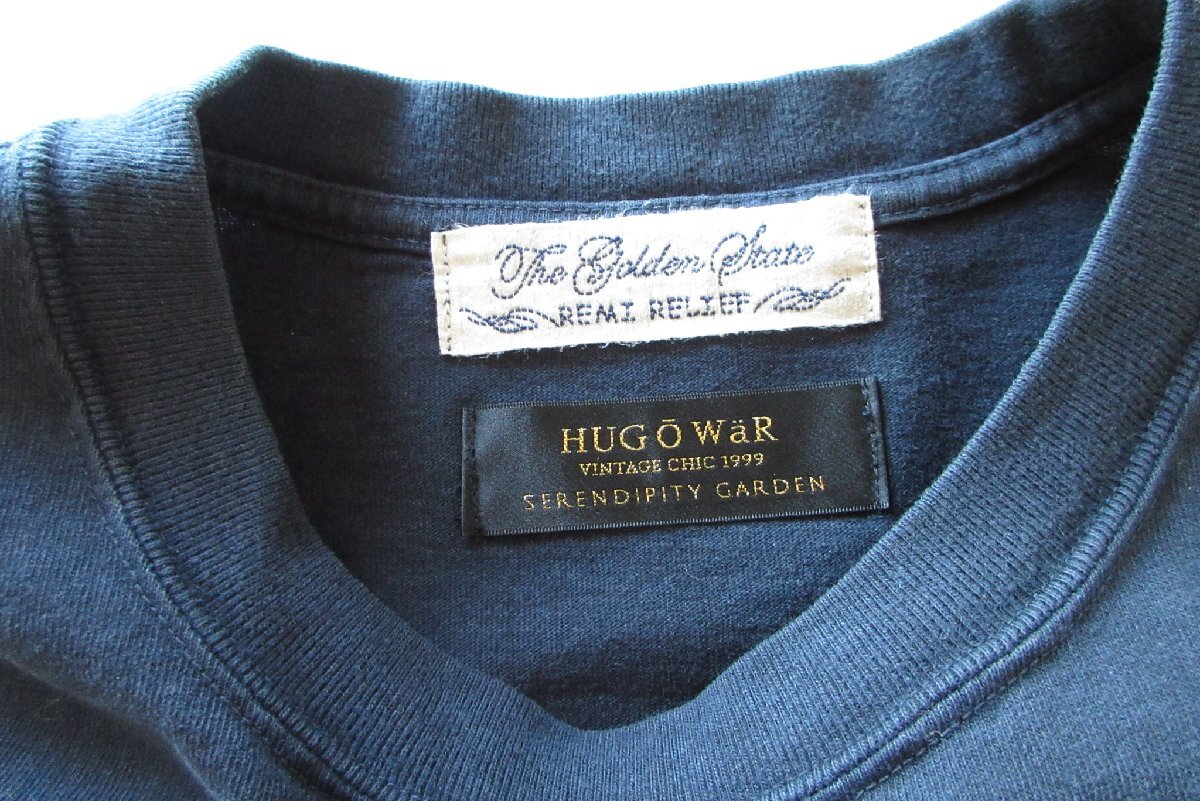 The Golden State
REMI RELIEF
HUGŌ WäR
VINTAGE CHIC 1999
SERENDIPITY GARDEN